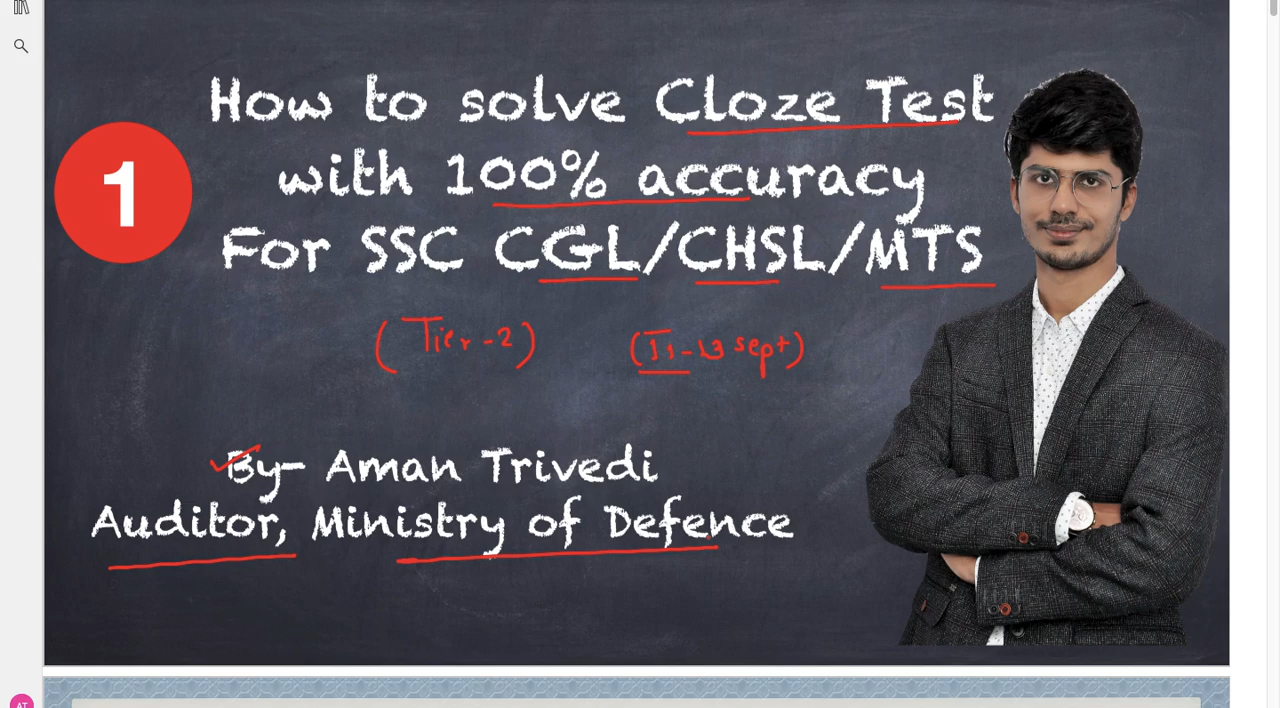 How to solve Cloze Test
1
with 100% accuracy
For SSC CGL/CHSL/MTS
(Tier-2) (11-13 sept)
By- Aman Trivedi
Auditor, Ministry of Defence
AT